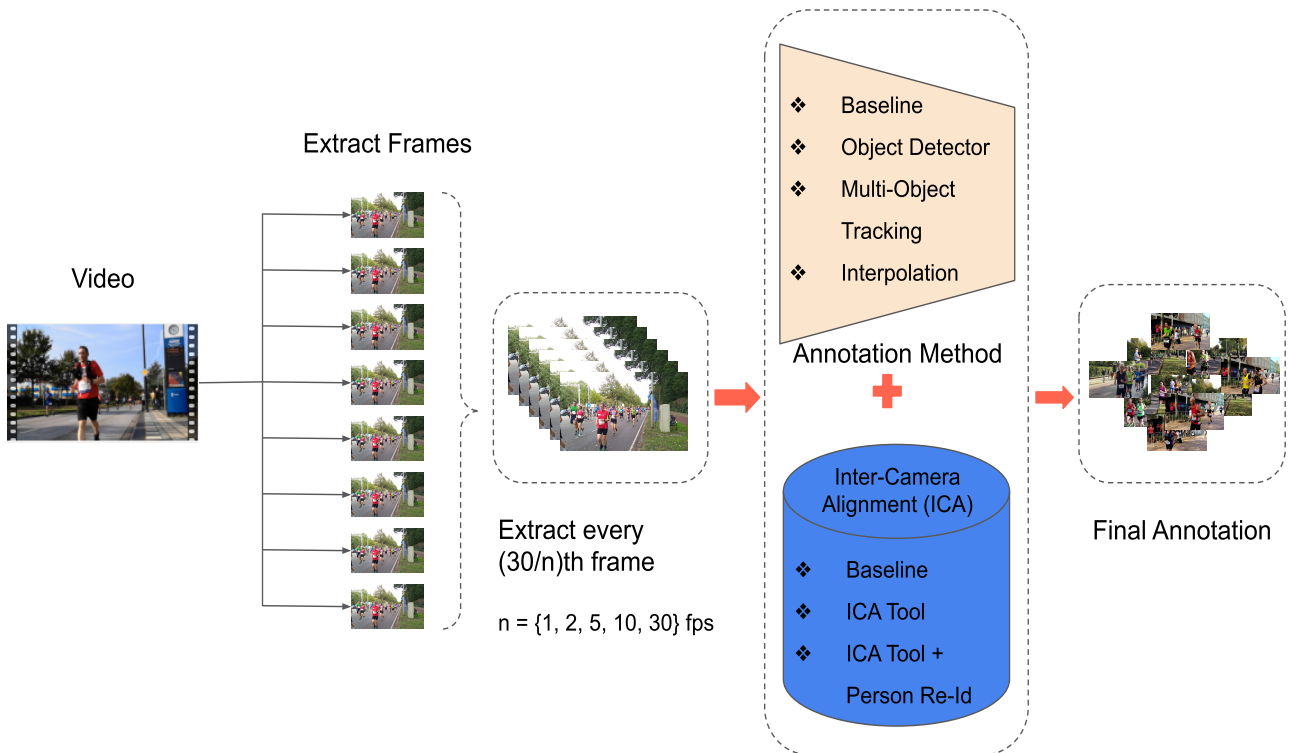 Video
Extract Frames
Extract every
(30/n)th frame
n = {1, 2, 5, 10, 30} fps
❖ Baseline
❖ Object Detector
❖ Multi-Object
Tracking
❖ Interpolation
Annotation Method
Inter-Camera
Alignment (ICA)
❖ Baseline
❖ ICA Tool
❖ ICA Tool +
Person Re-Id
Final Annotation